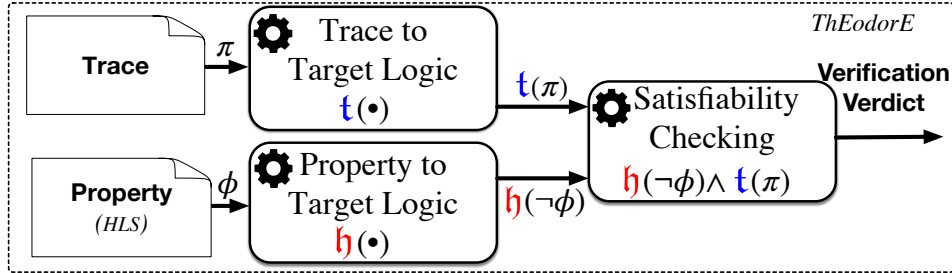 ThEodorE
Trace
π
Trace to
Target Logic
𝔱(•)
𝔱(π)
Satisfiability
Checking
𝔥(¬ϕ)∧ 𝔱(π)
Verification
Verdict
Property
(HLS)
ϕ
Property to
Target Logic
𝔥(•)
𝔥(¬ϕ)